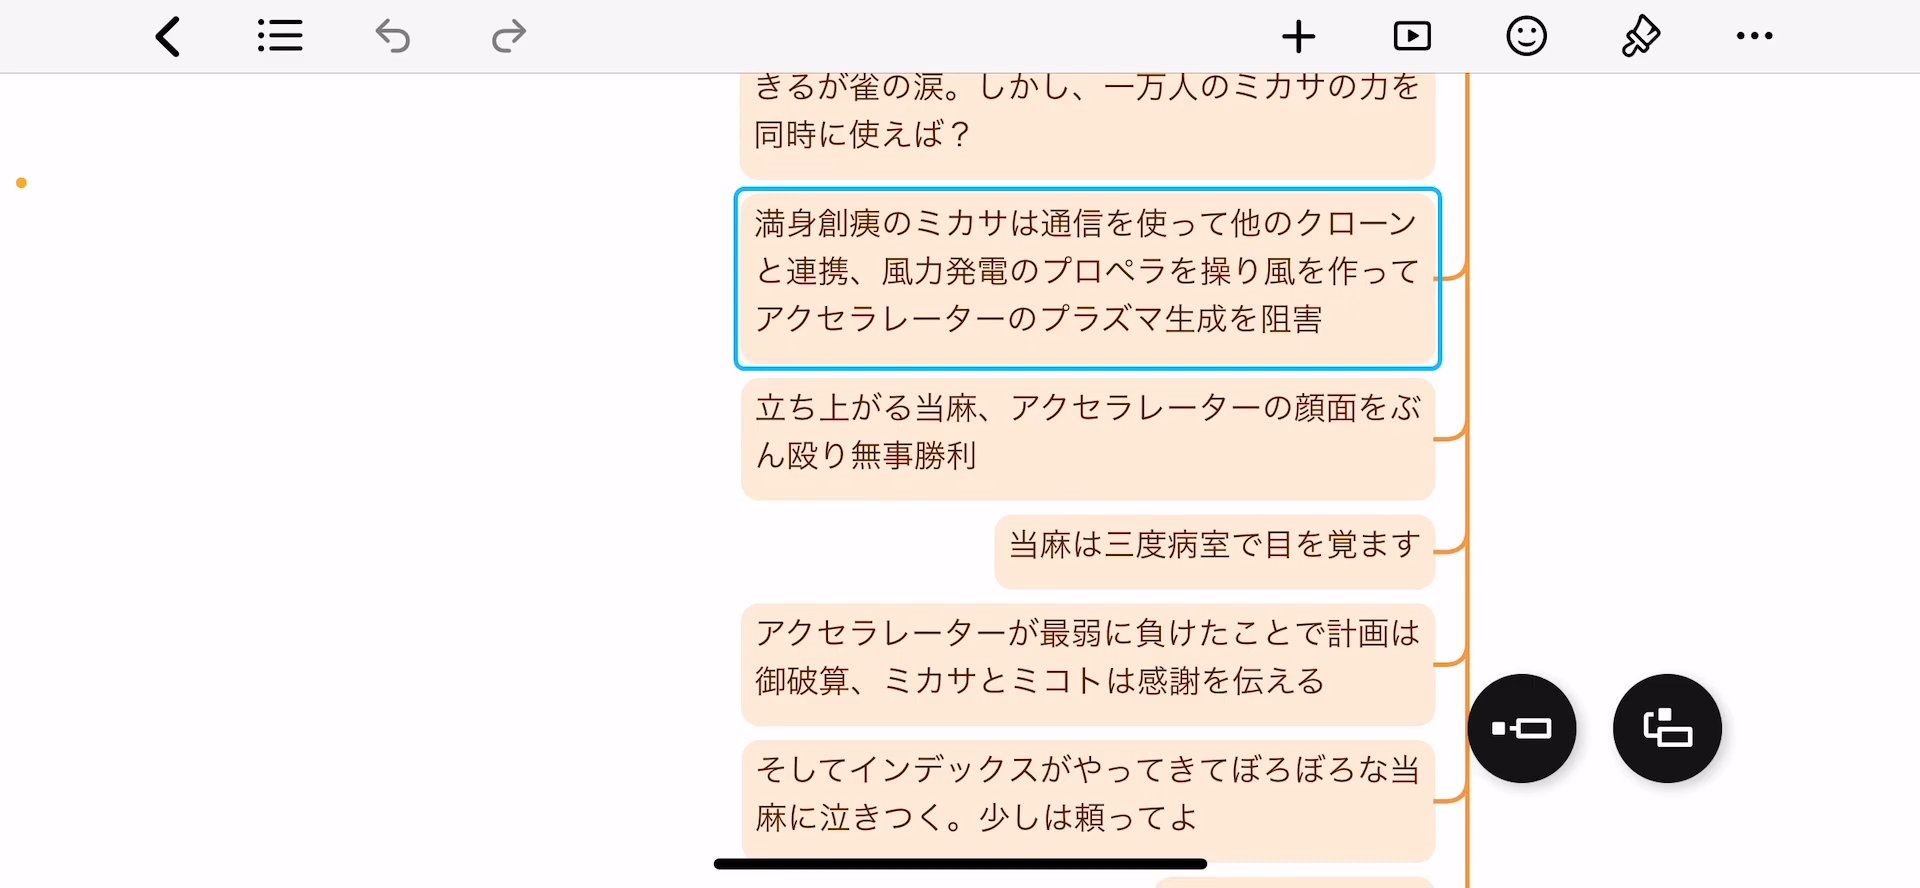 きるが雀の涙。しかし、一万人のミカサの力を
同時に使えば？
満身創痍のミカサは通信を使って他のクローン
と連携、風力発電のプロペラを操り風を作って
アクセラレーターのプラズマ生成を阻害
立ち上がる当麻、アクセラレーターの顔面をぶ
ん殴り無事勝利
当麻は三度病室で目を覚ます
アクセラレーターが最弱に負けたことで計画は
御破算、ミカサとミコトは感謝を伝える
そしてインデックスがやってきてぼろぼろな当
麻に泣きつく。少しは頼ってよ